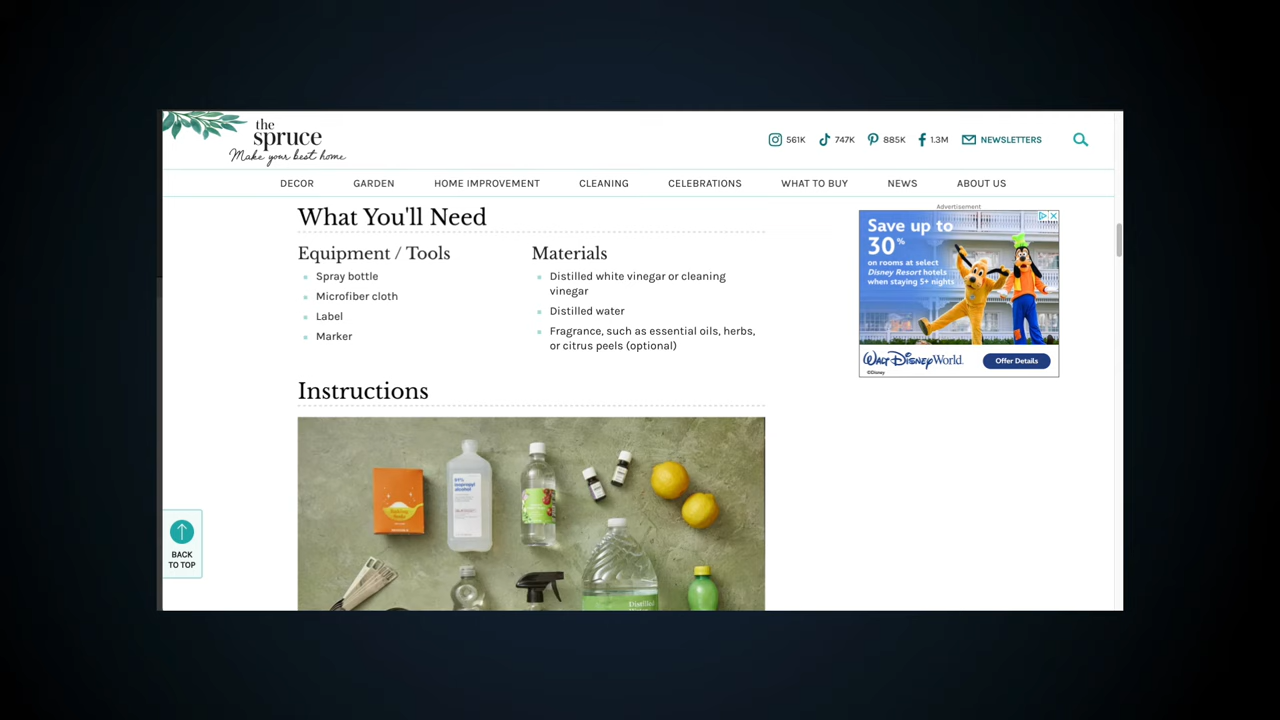 the
spruce
Make your best home
561K
747K
885K
1.3M
NEWSLETTERS
DECOR
GARDEN
HOME IMPROVEMENT
CLEANING
CELEBRATIONS
WHAT TO BUY
NEWS
ABOUT US
What You'll Need
Equipment / Tools
Spray bottle
Microfiber cloth
Label
Marker
Materials
Distilled white vinegar or cleaning
vinegar
Distilled water
Fragrance, such as essential oils, herbs,
or citrus peels (optional)
Advertisement
Save up to
30%
on rooms at select
Disney Resort hotels
when staying 5+ nights
Walt Disney World.
Offer Details
©Disney
Instructions
isopropyl
alcohol
Distilled
BACK
TO TOP